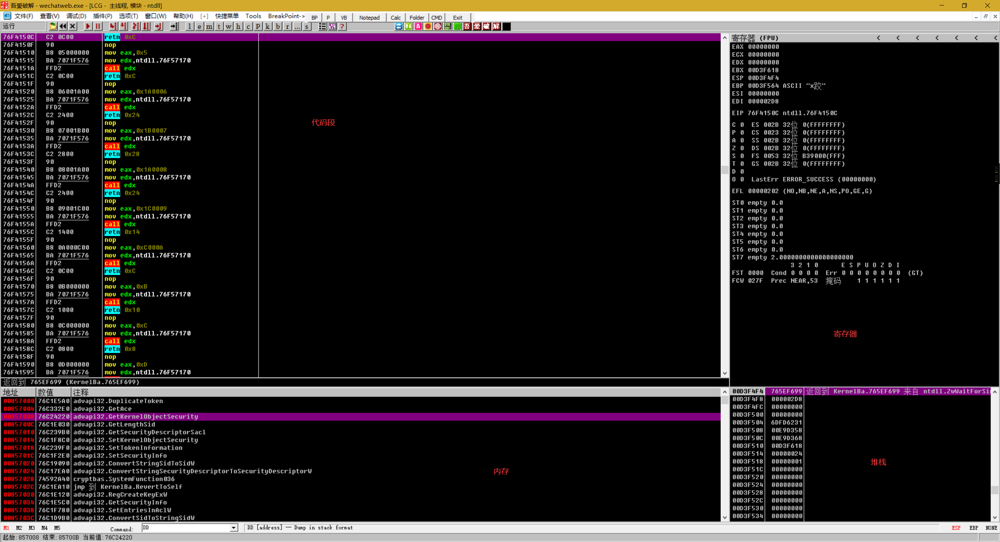 吾愛破解 - wechatweb.exe - [LCG - 主线程, 模块 - ntdll]
文件(F) 查看(V) 调试(D) 插件(P) 选项(T) 窗口(W) 帮助(H) [+] 快捷菜单 Tools BreakPoint-> BP P VB Notepad Calc Folder CMD Exit
运行 l e m t w h c p k b r ... s ? A 吾 爱 破 解
76F4150C C2 0C00 retn 0xC
76F4150F 90 nop
76F41510 B8 05000000 mov eax,0x5
76F41515 BA 7071F576 mov edx,ntdll.76F57170
76F4151A FFD2 call edx
76F4151C C2 0C00 retn 0xC
76F4151F 90 nop
76F41520 B8 06001A00 mov eax,0x1A0006
76F41525 BA 7071F576 mov edx,ntdll.76F57170
76F4152A FFD2 call edx
76F4152C C2 2400 retn 0x24
76F4152F 90 nop
76F41530 B8 07001B00 mov eax,0x1B0007
76F41535 BA 7071F576 mov edx,ntdll.76F57170
76F4153A FFD2 call edx
76F4153C C2 2800 retn 0x28
76F4153F 90 nop
76F41540 B8 08001A00 mov eax,0x1A0008
76F41545 BA 7071F576 mov edx,ntdll.76F57170
76F4154A FFD2 call edx
76F4154C C2 2400 retn 0x24
76F4154F 90 nop
76F41550 B8 09001C00 mov eax,0x1C0009
76F41555 BA 7071F576 mov edx,ntdll.76F57170
76F4155A FFD2 call edx
76F4155C C2 1400 retn 0x14
76F4155F 90 nop
76F41560 B8 0A000C00 mov eax,0xC000A
76F41565 BA 7071F576 mov edx,ntdll.76F57170
76F4156A FFD2 call edx
76F4156C C2 0C00 retn 0xC
76F4156F 90 nop
76F41570 B8 0B000000 mov eax,0xB
76F41575 BA 7071F576 mov edx,ntdll.76F57170
76F4157A FFD2 call edx
76F4157C C2 1000 retn 0x10
76F4157F 90 nop
76F41580 B8 0C000000 mov eax,0xC
76F41585 BA 7071F576 mov edx,ntdll.76F57170
76F4158A FFD2 call edx
76F4158C C2 0800 retn 0x8
76F4158F 90 nop
76F41590 B8 0D000000 mov eax,0xD
76F41595 BA 7071F576 mov edx,ntdll.76F57170
代码段
返回到 765EF699 (KernelBa.765EF699)
寄存器 (FPU) < < < < < < <
EAX 00000000
ECX 00000000
EDX 00000000
EBX 00D3F618
ESP 00D3F4F4
EBP 00D3F564 ASCII "x跤"
ESI 00000000
EDI 000002D8
EIP 76F4150C ntdll.76F4150C
C 0 ES 002B 32位 0(FFFFFFFF)
P 0 CS 0023 32位 0(FFFFFFFF)
A 0 SS 002B 32位 0(FFFFFFFF)
Z 0 DS 002B 32位 0(FFFFFFFF)
S 0 FS 0053 32位 B39000(FFF)
T 0 GS 002B 32位 0(FFFFFFFF)
D 0
O 0 LastErr ERROR_SUCCESS (00000000)
EFL 00000202 (NO,NB,NE,A,NS,PO,GE,G)
ST0 empty 0.0
ST1 empty 0.0
ST2 empty 0.0
ST3 empty 0.0
ST4 empty 0.0
ST5 empty 0.0
ST6 empty 0.0
ST7 empty 2.0000000000000000000
3 2 1 0 E S P U O Z D I
FST 0000 Cond 0 0 0 0 Err 0 0 0 0 0 0 0 0 (GT)
FCW 027F Prec NEAR,53 掩码 1 1 1 1 1 1
寄存器
地址 数值 注释
00857000 76C1E5A0 advapi32.DuplicateToken
00857004 76C332E0 advapi32.GetAce
00857008 76C24220 advapi32.GetKernelObjectSecurity
0085700C 76C1E030 advapi32.GetLengthSid
00857010 76C239B0 advapi32.GetSecurityDescriptorSacl
00857014 76C1F8C0 advapi32.SetKernelObjectSecurity
00857018 76C239F0 advapi32.SetTokenInformation
0085701C 76C1F2E0 advapi32.SetSecurityInfo
00857020 76C19090 advapi32.ConvertStringSidToSidW
00857024 76C17EA0 advapi32.ConvertStringSecurityDescriptorToSecurityDescriptorW
00857028 74592A40 cryptbas.SystemFunction036
0085702C 76C1EA10 jmp 到 KernelBa.RevertToSelf
00857030 76C1E120 advapi32.RegCreateKeyExW
00857034 76C1E5C0 advapi32.GetSecurityInfo
00857038 76C1F780 advapi32.SetEntriesInAclW
0085703C 76C1D9B0 advapi32.ConvertSidToStringSidW
内存
00D3F4F4 765EF699 返回到 KernelBa.765EF699 来自 ntdll.ZwWaitForSi
00D3F4F8 000002D8
00D3F4FC 00000000
00D3F500 00000000
00D3F504 6DFD6231
00D3F508 00E9D358
00D3F50C 00E9D368
00D3F510 00D3F618
00D3F514 00000024
00D3F518 00000001
00D3F51C 00000000
00D3F520 00000000
00D3F524 00000000
00D3F528 00000000
00D3F52C 00000000
00D3F530 00000000
00D3F534 00000000
堆栈
M1 M2 M3 M4 M5 Command: DD DD [address] — Dump in stack format ESP EBP NONE
起始: 857008 结束: 85700B 当前值: 76C24220